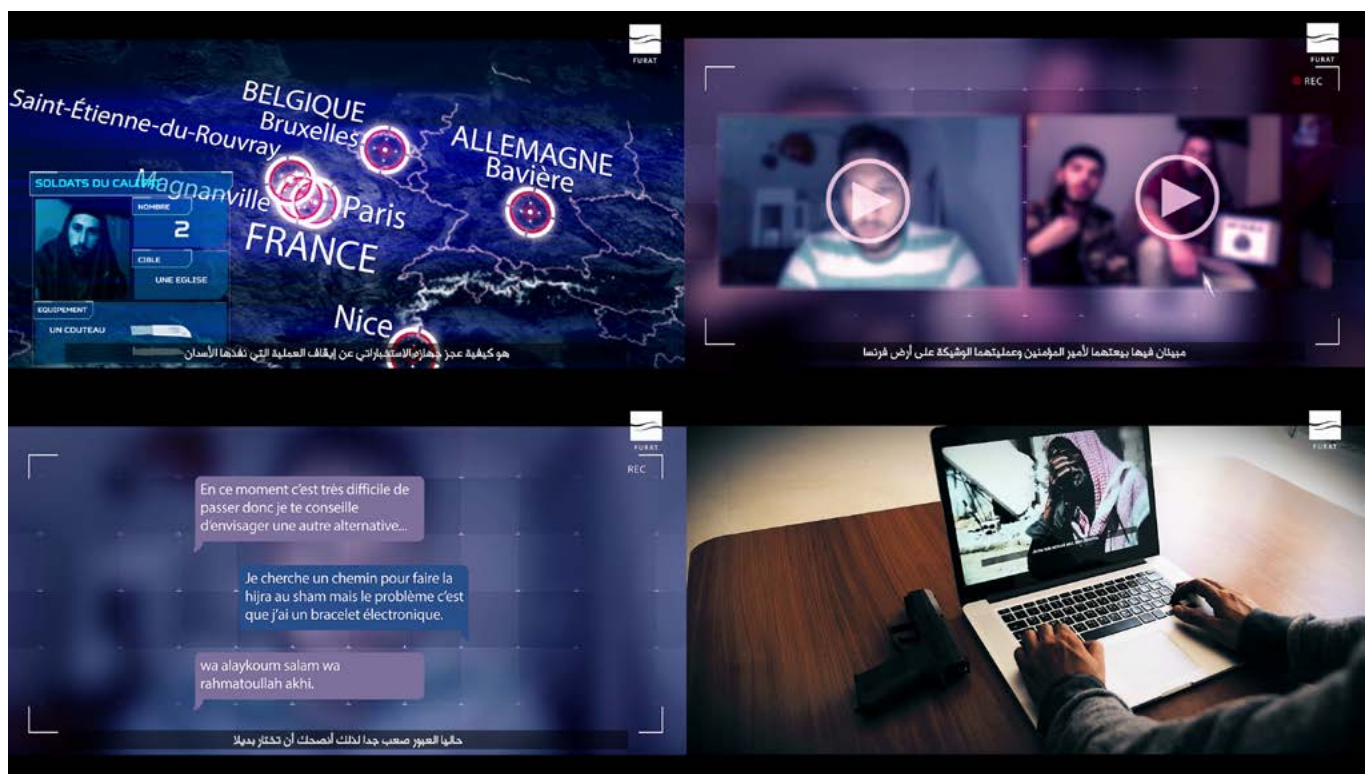 FURAT
BELGIQUE
Bruxelles
Saint-Étienne-du-Rouvray
ALLEMAGNE
Bavière
SOLDATS DU
Magnanville
Paris
NOMBRE
2
FRANCE
CIBLE
UNE EGLISE
EQUIPEMENT
UN COUTEAU
Nice
هو كيفية عجز جهازه الاستخباراتي عن إيقاف العملية التي نفذها الأسدان
FURAT
REC
مبينان فيها بيعتهما لأمير المؤمنين وعمليتهما الوشيكة على أرض فرنسا
FURAT
REC
En ce moment c'est très difficile de
passer donc je te conseille
d'envisager une autre alternative...
Je cherche un chemin pour faire la
hijra au sham mais le problème c'est
que j'ai un bracelet électronique.
wa alaykoum salam wa
rahmatoullah akhi.
حاليا العبور صعب جدا لذلك أنصحك أن تختار بديلا
FURAT